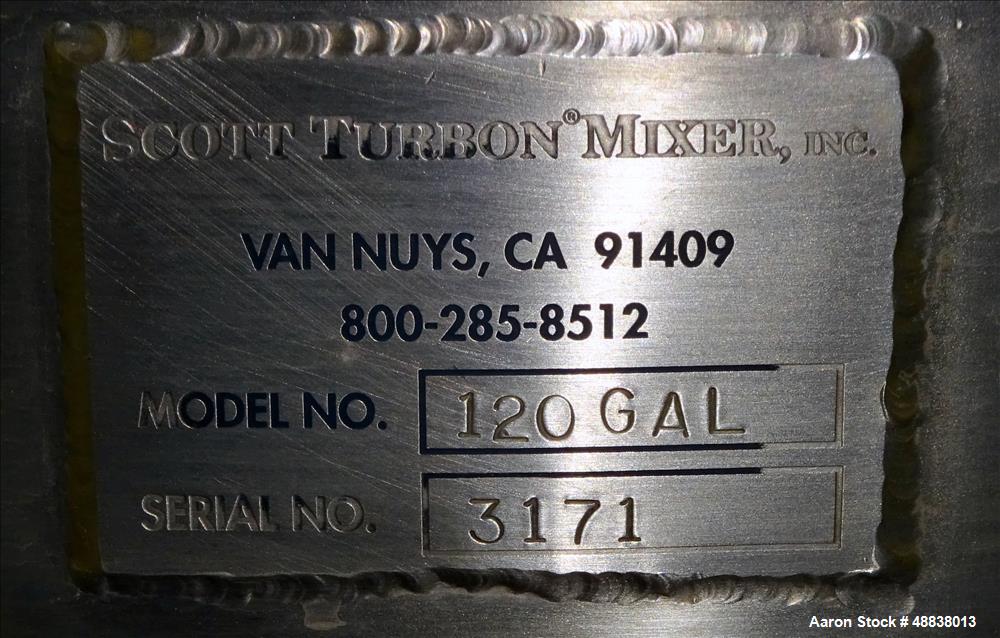 SCOTT TURBON® MIXER, INC.
VAN NUYS, CA 91409
800-285-8512
MODEL NO. 120 GAL
SERIAL NO. 3171
Aaron Stock # 48838013